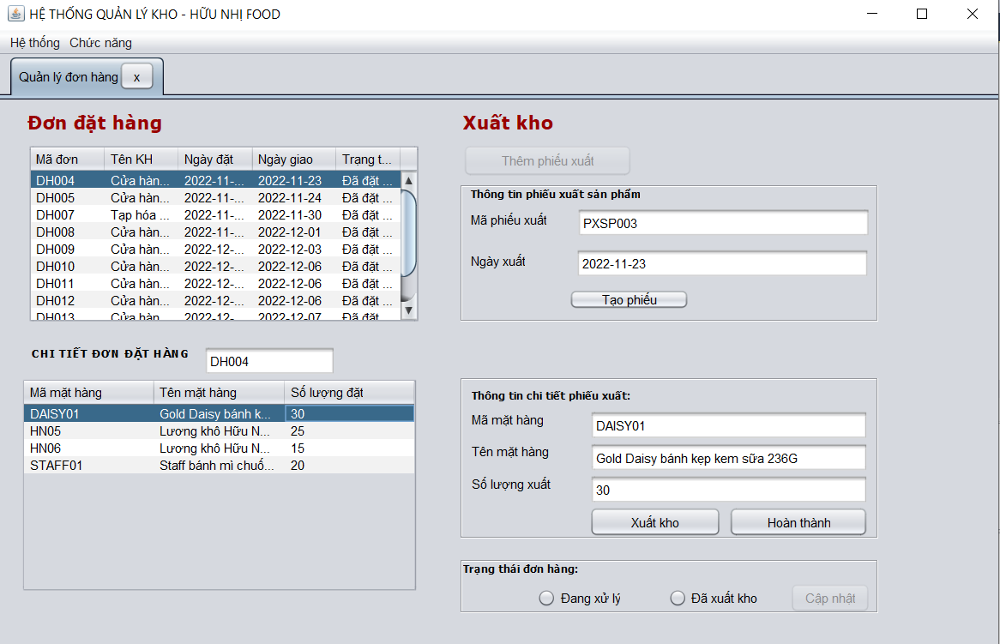 HỆ THỐNG QUẢN LÝ KHO - HỮU NHỊ FOOD
Hệ thống Chức năng
Quản lý đơn hàng x
Đơn đặt hàng
Mã đơn Tên KH Ngày đặt Ngày giao Trạng t...
DH004 Cửa hàn... 2022-11-... 2022-11-23 Đã đặt ...
DH005 Cửa hàn... 2022-11-... 2022-11-24 Đã đặt ...
DH007 Tạp hóa ... 2022-11-... 2022-11-30 Đã đặt ...
DH008 Cửa hàn... 2022-11-... 2022-12-01 Đã đặt ...
DH009 Cửa hàn... 2022-12-... 2022-12-03 Đã đặt ...
DH010 Cửa hàn... 2022-12-... 2022-12-06 Đã đặt ...
DH011 Cửa hàn... 2022-12-... 2022-12-06 Đã đặt ...
DH012 Cửa hàn... 2022-12-... 2022-12-06 Đã đặt ...
DH013 Cửa hàn... 2022-12-... 2022-12-07 Đã đặt ...
CHI TIẾT ĐƠN ĐẶT HÀNG DH004
Mã mặt hàng Tên mặt hàng Số lượng đặt
DAISY01 Gold Daisy bánh k... 30
HN05 Lương khô Hữu N... 25
HN06 Lương khô Hữu N... 15
STAFF01 Staff bánh mì chuố... 20
Xuất kho
Thêm phiếu xuất
Thông tin phiếu xuất sản phẩm
Mã phiếu xuất PXSP003
Ngày xuất 2022-11-23
Tạo phiếu
Thông tin chi tiết phiếu xuất:
Mã mặt hàng DAISY01
Tên mặt hàng Gold Daisy bánh kẹp kem sữa 236G
Số lượng xuất 30
Xuất kho Hoàn thành
Trạng thái đơn hàng:
Đang xử lý Đã xuất kho Cập nhật